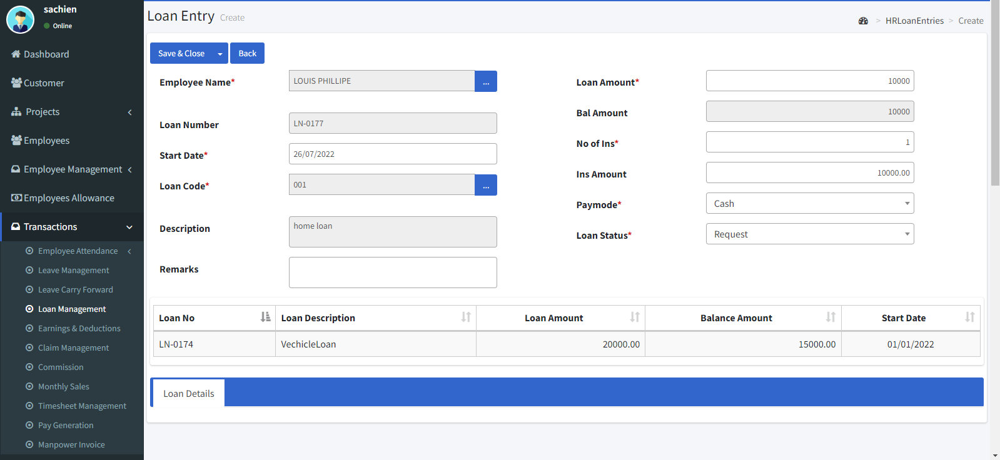 sachien
Online
Dashboard
Customer
Projects
Employees
Employee Management
Employees Allowance
Transactions
Employee Attendance
Leave Management
Leave Carry Forward
Loan Management
Earnings & Deductions
Claim Management
Commission
Monthly Sales
Timesheet Management
Pay Generation
Manpower Invoice
Loan Entry Create
> HRLoanEntries > Create
Save & Close Back
Employee Name* LOUIS PHILLIPE ...
Loan Number LN-0177
Start Date* 26/07/2022
Loan Code* 001 ...
Description home loan
Remarks
Loan Amount* 10000
Bal Amount 10000
No of Ins* 1
Ins Amount 10000.00
Paymode* Cash
Loan Status* Request
Loan No Loan Description Loan Amount Balance Amount Start Date
LN-0174 VechicleLoan 20000.00 15000.00 01/01/2022
Loan Details